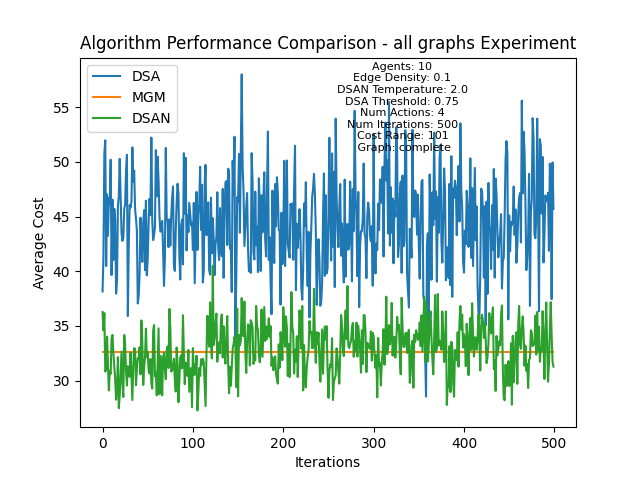 Algorithm Performance Comparison - all graphs Experiment
DSA
MGM
DSAN
Agents: 10
Edge Density: 0.1
DSAN Temperature: 2.0
DSA Threshold: 0.75
Num Actions: 4
Num Iterations: 500
Cost Range: 101
Graph: complete
Average Cost
55
50
45
40
35
30
0
100
200
300
400
500
Iterations